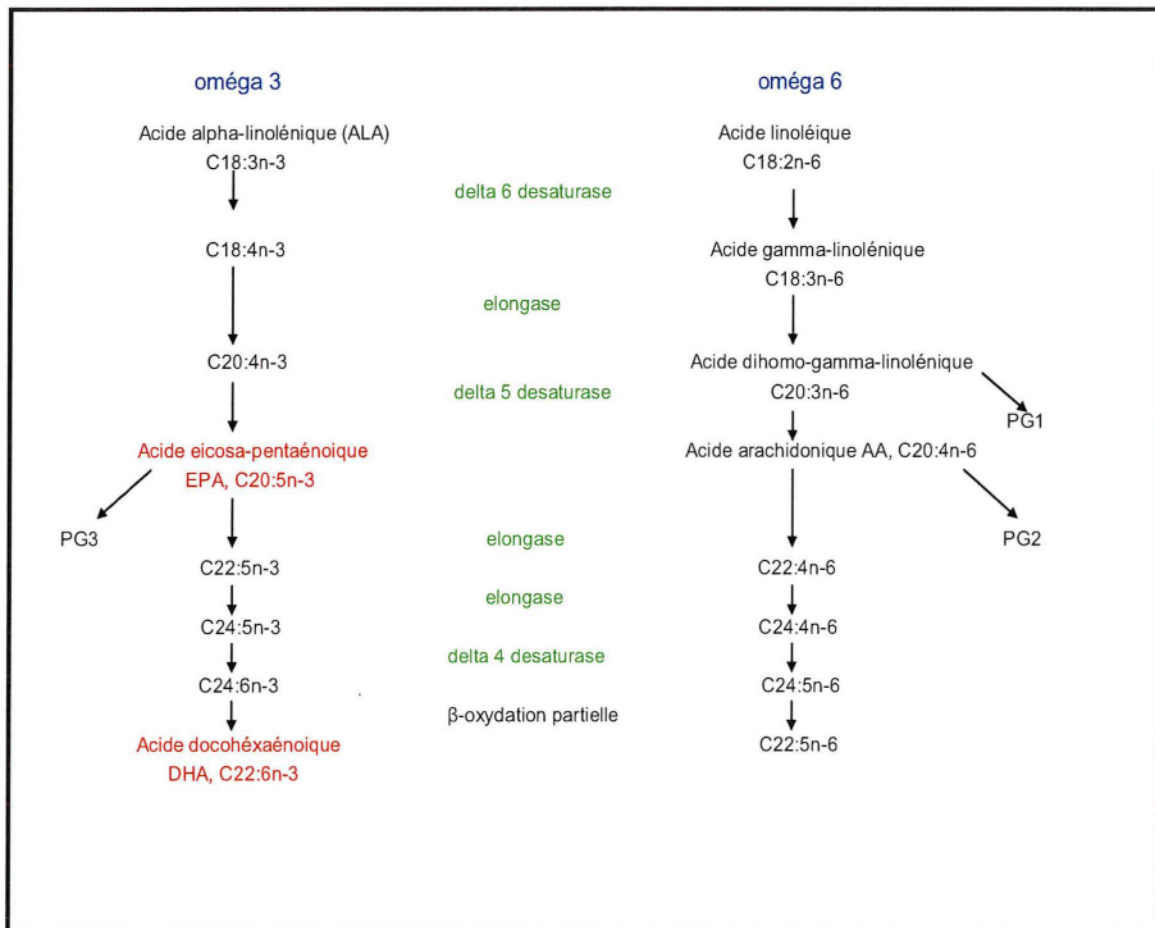 oméga 3
oméga 6
Acide alpha-linolénique (ALA)
C18:3n-3
Acide linoléique
C18:2n-6
delta 6 desaturase
C18:4n-3
Acide gamma-linolénique
C18:3n-6
elongase
C20:4n-3
Acide dihomo-gamma-linolénique
C20:3n-6
delta 5 desaturase
PG1
Acide eicosa-pentaénoique
EPA, C20:5n-3
Acide arachidonique AA, C20:4n-6
PG3
elongase
PG2
C22:5n-3
C22:4n-6
elongase
C24:5n-3
C24:4n-6
delta 4 desaturase
C24:6n-3
C24:5n-6
β-oxydation partielle
Acide docohéxaénoique
DHA, C22:6n-3
C22:5n-6